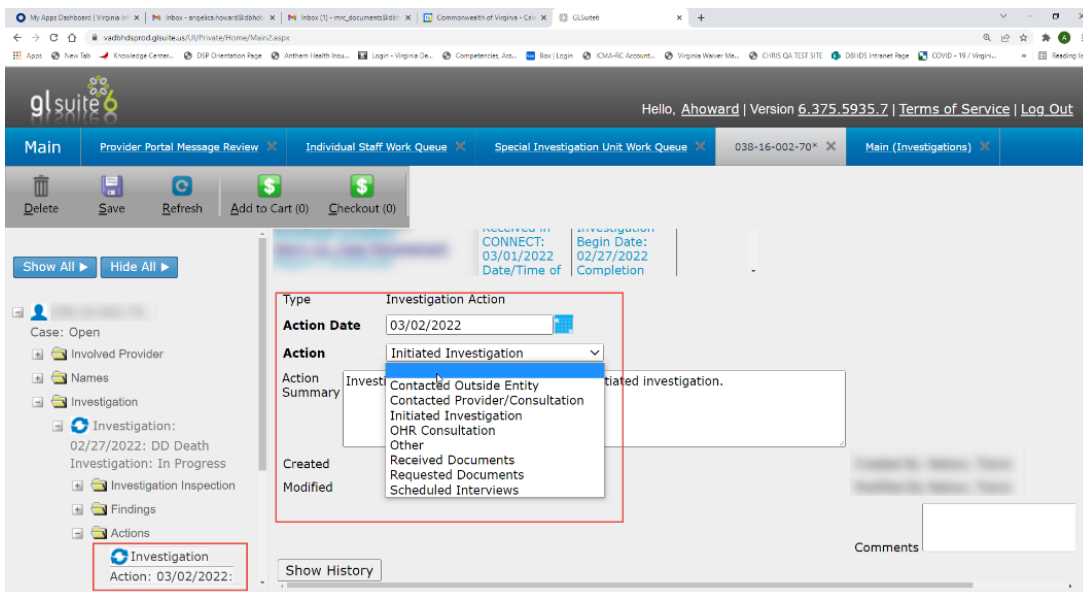 My Apps Dashboard | Virginia Int
Inbox - angelica.howard@dbhds
Inbox (1) - mrc_documents@dbh
Commonwealth of Virginia - Cale
GLSuite6
vadbhdsprod.glsuite.us/UI/Private/Home/Main2.aspx
Apps New Tab Knowledge Center... DSP Orientation Page Anthem Health Insu... Login - Virginia De... Competencies, Ass... Box | Login ICMA-RC Account... Virginia Waiver Ma... CHRIS QA TEST SITE DBHDS Intranet Page COVID - 19 / Virgini... » Reading lis
glsuite6
Hello, Ahoward | Version 6.375.5935.7 | Terms of Service | Log Out
Main Provider Portal Message Review Individual Staff Work Queue Special Investigation Unit Work Queue 038-16-002-70* Main (Investigations)
Delete Save Refresh Add to Cart (0) Checkout (0)
Received in
CONNECT:
03/01/2022
Date/Time of
Investigation
Begin Date:
02/27/2022
Completion
Show All ▶ Hide All ▶
Case: Open
Involved Provider
Names
Investigation
Investigation:
02/27/2022: DD Death
Investigation: In Progress
Investigation Inspection
Findings
Actions
Investigation
Action: 03/02/2022:
Type Investigation Action
Action Date 03/02/2022
Action Initiated Investigation
Action
Summary
Investi tiated investigation.
Contacted Outside Entity
Contacted Provider/Consultation
Initiated Investigation
OHR Consultation
Other
Received Documents
Requested Documents
Scheduled Interviews
Created
Modified
Comments
Show History